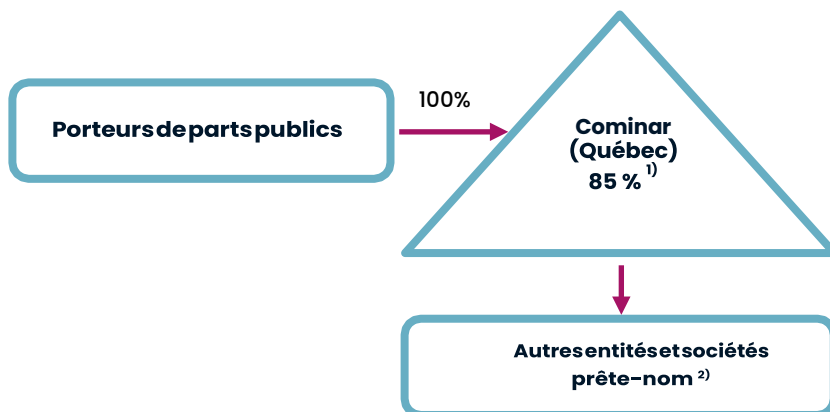 Porteurs de parts publics
100%
Cominar
(Québec)
85 % 1)
Autres entités et sociétés
prête-nom 2)